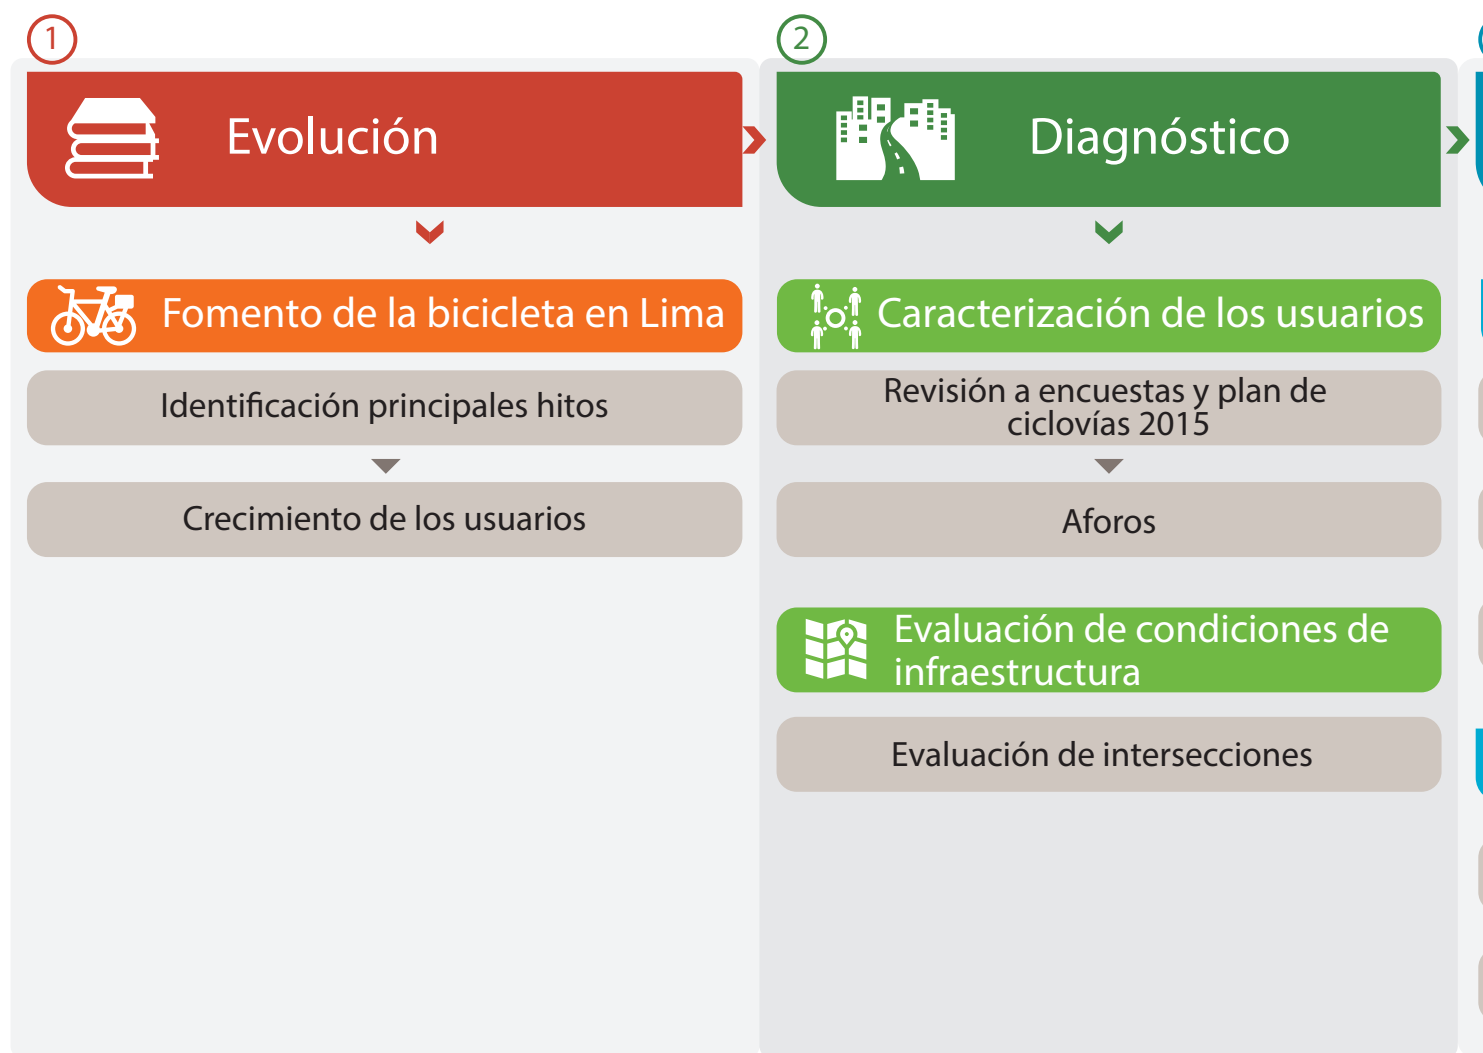 1
Evolución
Fomento de la bicicleta en Lima
Identificación principales hitos
Crecimiento de los usuarios
2
Diagnóstico
Caracterización de los usuarios
Revisión a encuestas y plan de
ciclovías 2015
Aforos
Evaluación de condiciones de
infraestructura
Evaluación de intersecciones